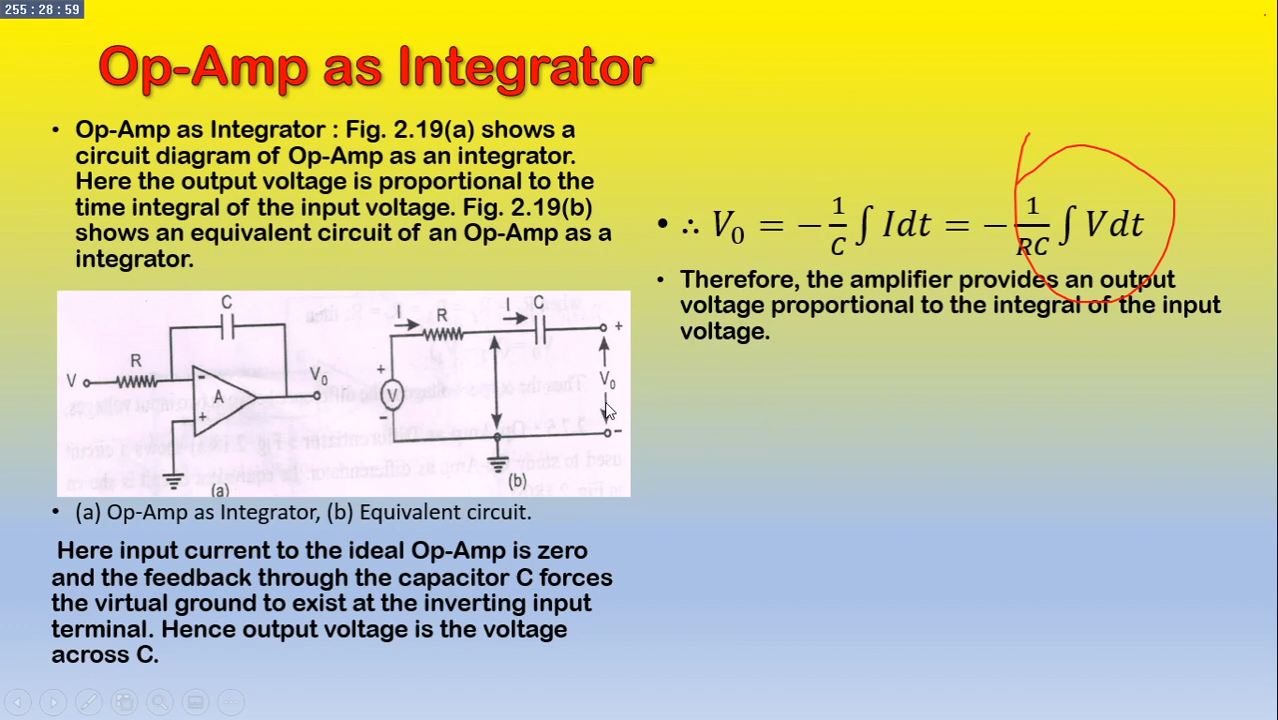 255 : 28 : 59
Op-Amp as Integrator
• Op-Amp as Integrator : Fig. 2.19(a) shows a
circuit diagram of Op-Amp as an integrator.
Here the output voltage is proportional to the
time integral of the input voltage. Fig. 2.19(b)
shows an equivalent circuit of an Op-Amp as a
integrator.
C
R
V
-
A
+
V₀
(a)
I
R
I
C
+
+
V
-
V₀
-
(b)
• (a) Op-Amp as Integrator, (b) Equivalent circuit.
Here input current to the ideal Op-Amp is zero
and the feedback through the capacitor C forces
the virtual ground to exist at the inverting input
terminal. Hence output voltage is the voltage
across C.
• ∴ V₀ = −1/C ∫ Idt = −1/RC ∫ Vdt
• Therefore, the amplifier provides an output
voltage proportional to the integral of the input
voltage.